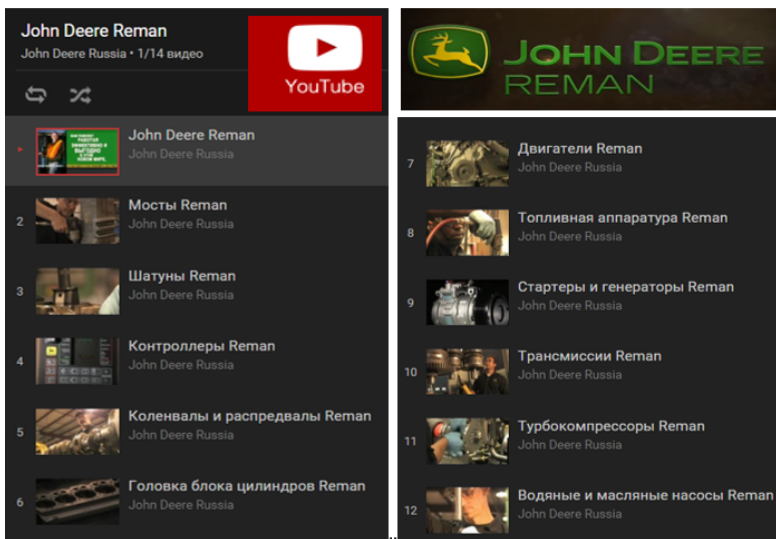 John Deere Reman
John Deere Russia • 1/14 видео
YouTube
John Deere Reman
John Deere Russia
2
Мосты Reman
John Deere Russia
3
Шатуны Reman
John Deere Russia
4
Контроллеры Reman
John Deere Russia
5
Коленвалы и распредвалы Reman
John Deere Russia
6
Головка блока цилиндров Reman
John Deere Russia
JOHN DEERE
REMAN
7
Двигатели Reman
John Deere Russia
8
Топливная аппаратура Reman
John Deere Russia
9
Стартеры и генераторы Reman
John Deere Russia
10
Трансмиссии Reman
John Deere Russia
11
Турбокомпрессоры Reman
John Deere Russia
12
Водяные и масляные насосы Reman
John Deere Russia